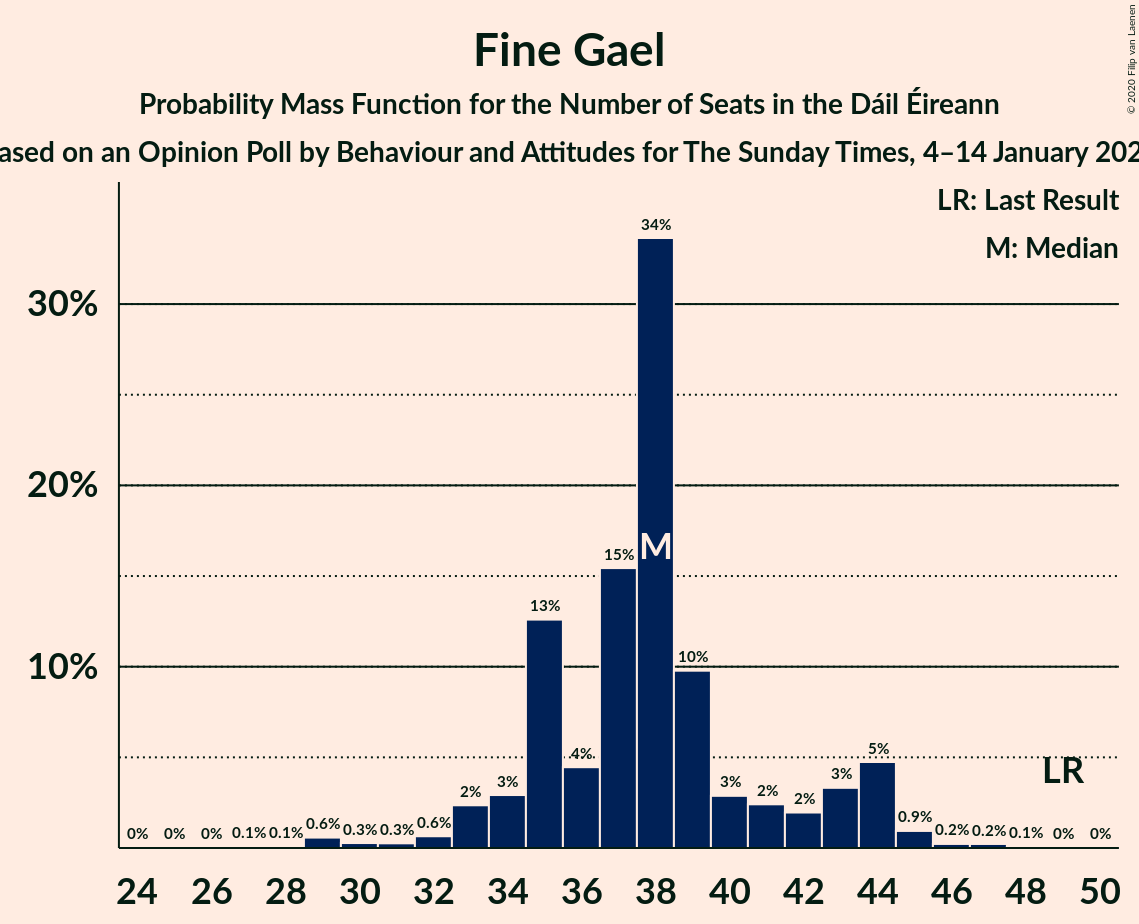 Fine Gael
Probability Mass Function for the Number of Seats in the Dáil Éireann
ased on an Opinion Poll by Behaviour and Attitudes for The Sunday Times, 4–14 January 202
© 2020 Filip van Laenen
LR: Last Result
M: Median
30%
20%
10%
0% 0% 0% 0.1% 0.1% 0.6% 0.3% 0.3% 0.6% 2% 3% 13% 4% 15% 34% 10% 3% 2% 2% 3% 5% 0.9% 0.2% 0.2% 0.1% 0% 0%
M
LR
24 26 28 30 32 34 36 38 40 42 44 46 48 50